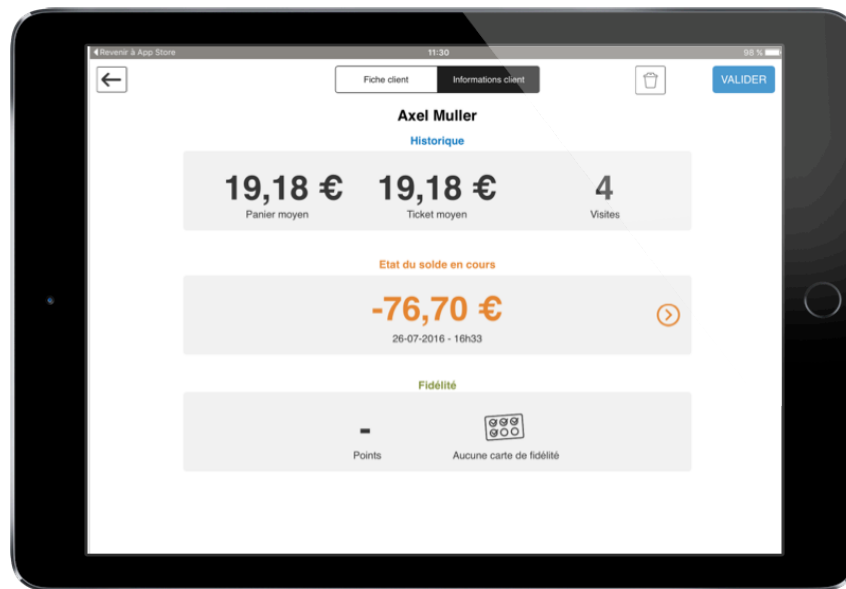 Revenir à App Store 11:30 98 %
Fiche client Informations client VALIDER
Axel Muller
Historique
19,18 € 19,18 € 4
Panier moyen Ticket moyen Visites
Etat du solde en cours
-76,70 €
26-07-2016 - 16h33
Fidélité
- 
Points Aucune carte de fidélité